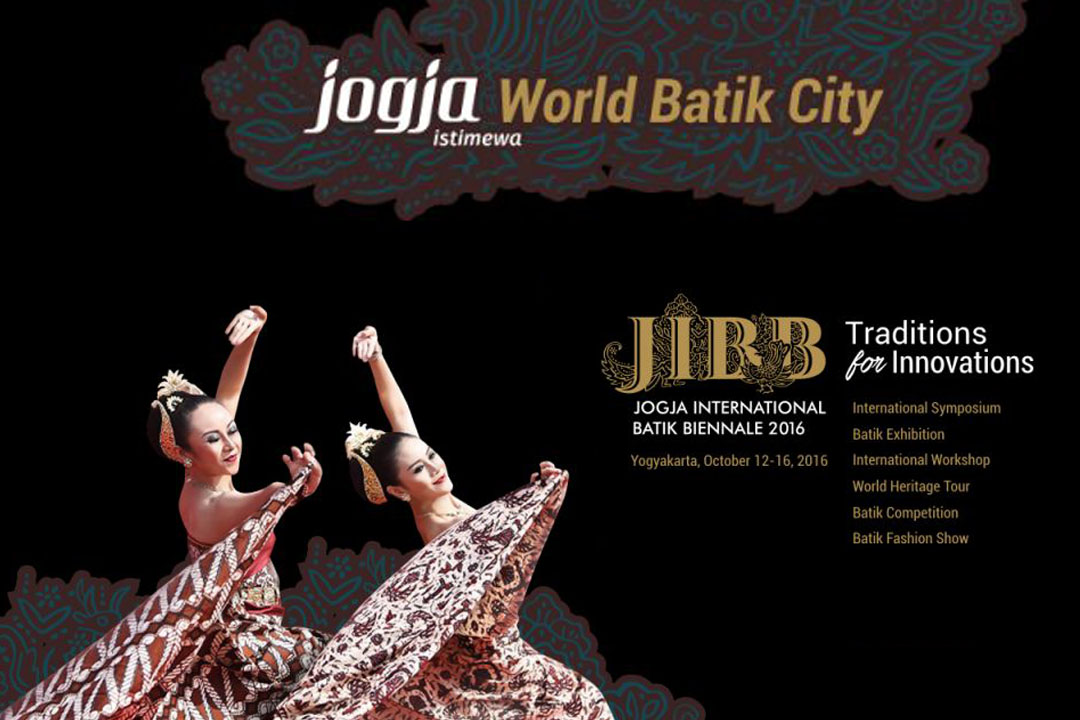 jogja World Batik City
istimewa
JIBB
JOGJA INTERNATIONAL
BATIK BIENNALE 2016
Yogyakarta, October 12-16, 2016
Traditions
for Innovations
International Symposium
Batik Exhibition
International Workshop
World Heritage Tour
Batik Competition
Batik Fashion Show